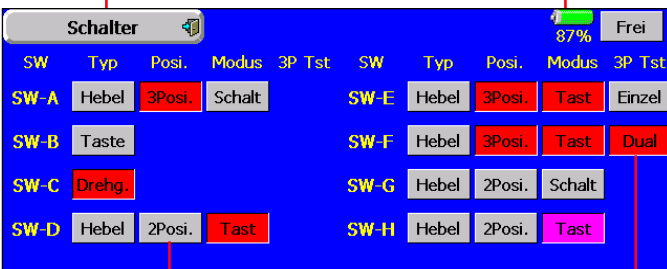 Schalter 87% Frei
SW Typ Posi. Modus 3P Tst SW Typ Posi. Modus 3P Tst
SW-A Hebel 3Posi. Schalt SW-E Hebel 3Posi. Tast Einzel
SW-B Taste SW-F Hebel 3Posi. Tast Dual
SW-C Drehg. SW-G Hebel 2Posi. Schalt
SW-D Hebel 2Posi. Tast SW-H Hebel 2Posi. Tast